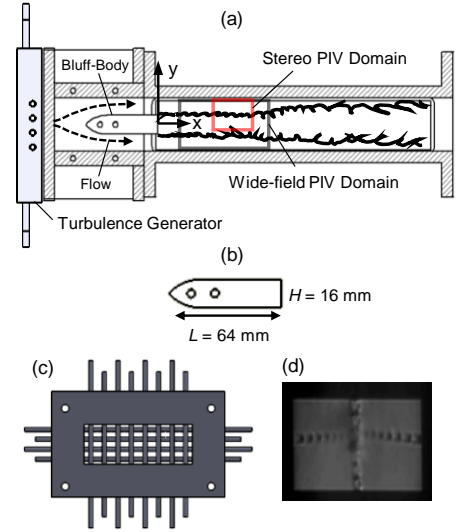 (a)
y
Stereo PIV Domain
Bluff-Body
x
Flow
Wide-field PIV Domain
Turbulence Generator
(b)
H = 16 mm
L = 64 mm
(c)
(d)